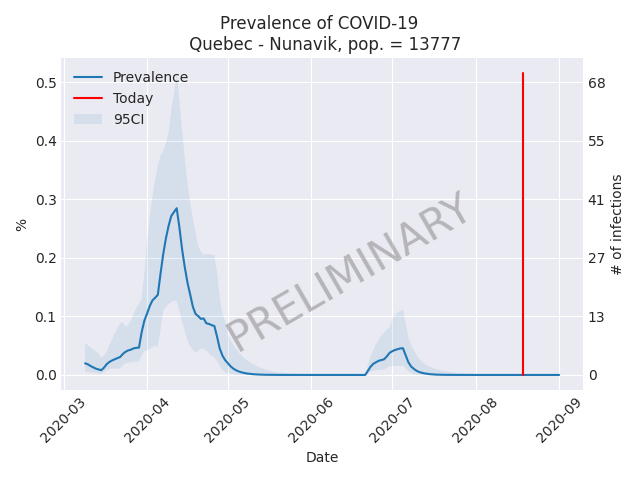 Prevalence of COVID-19
Quebec - Nunavik, pop. = 13777
Prevalence
Today
95CI
0.5
0.4
0.3
0.2
0.1
0.0
%
68
55
41
27
13
0
# of infections
PRELIMINARY
2020-03
2020-04
2020-05
2020-06
2020-07
2020-08
2020-09
Date